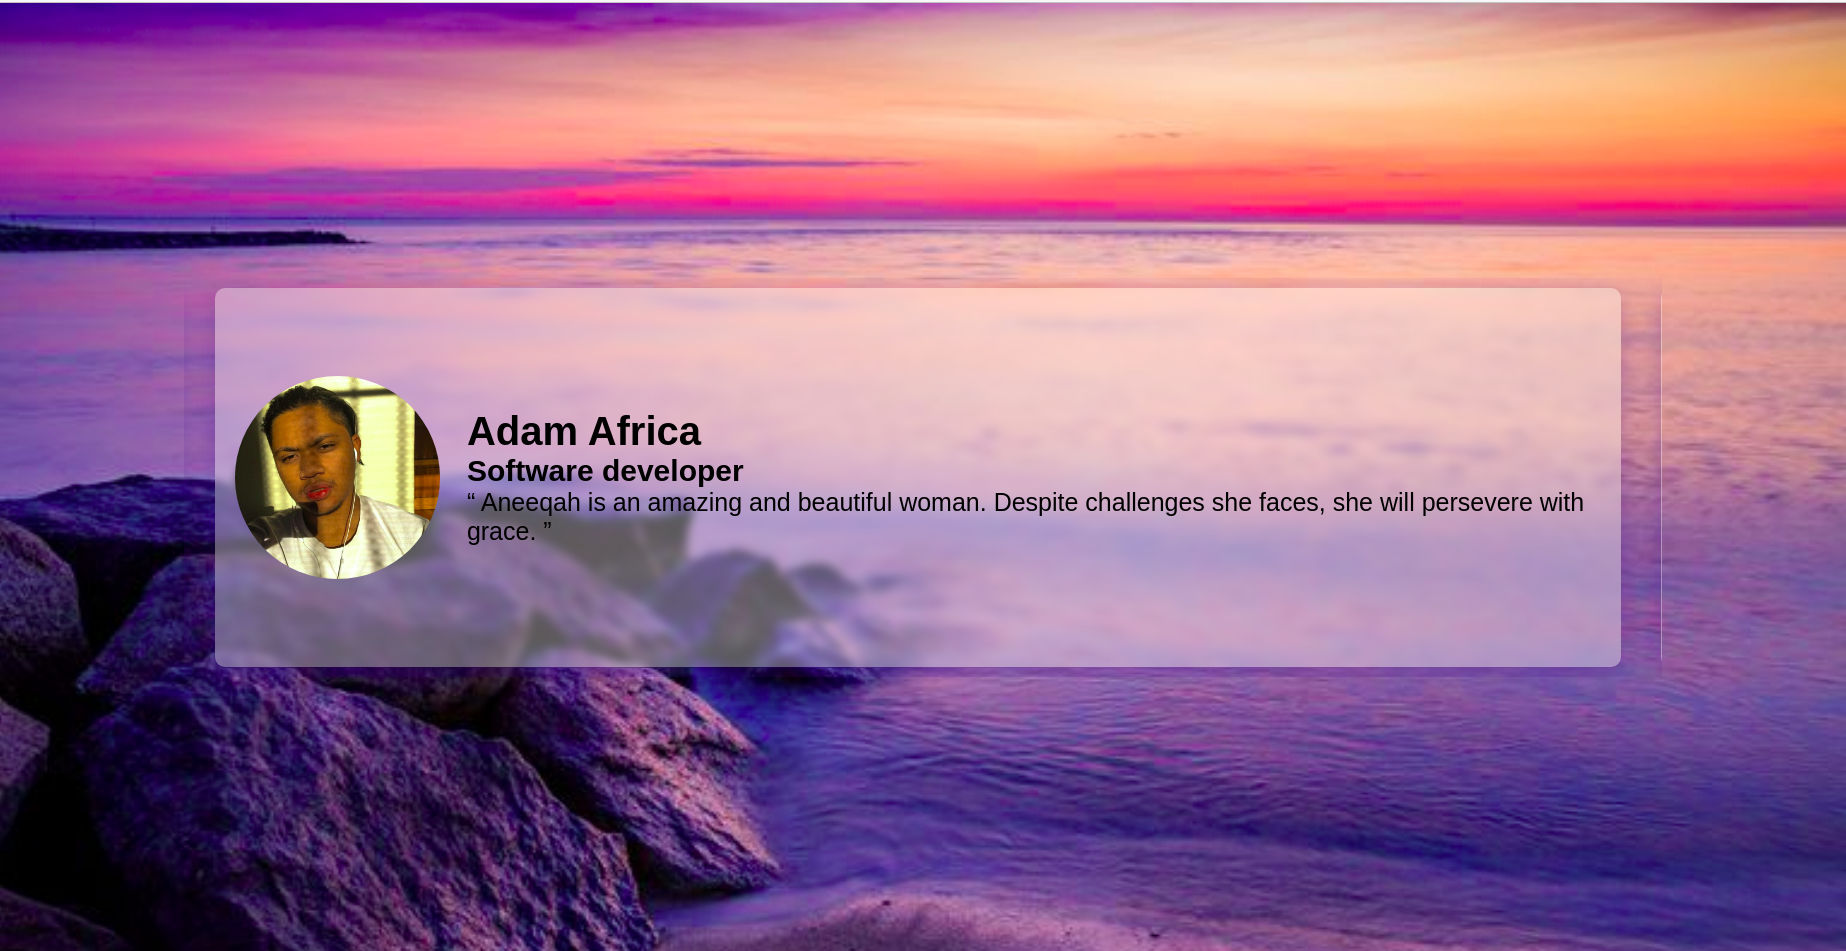 Adam Africa
Software developer
“ Aneeqah is an amazing and beautiful woman. Despite challenges she faces, she will persevere with
grace. ”